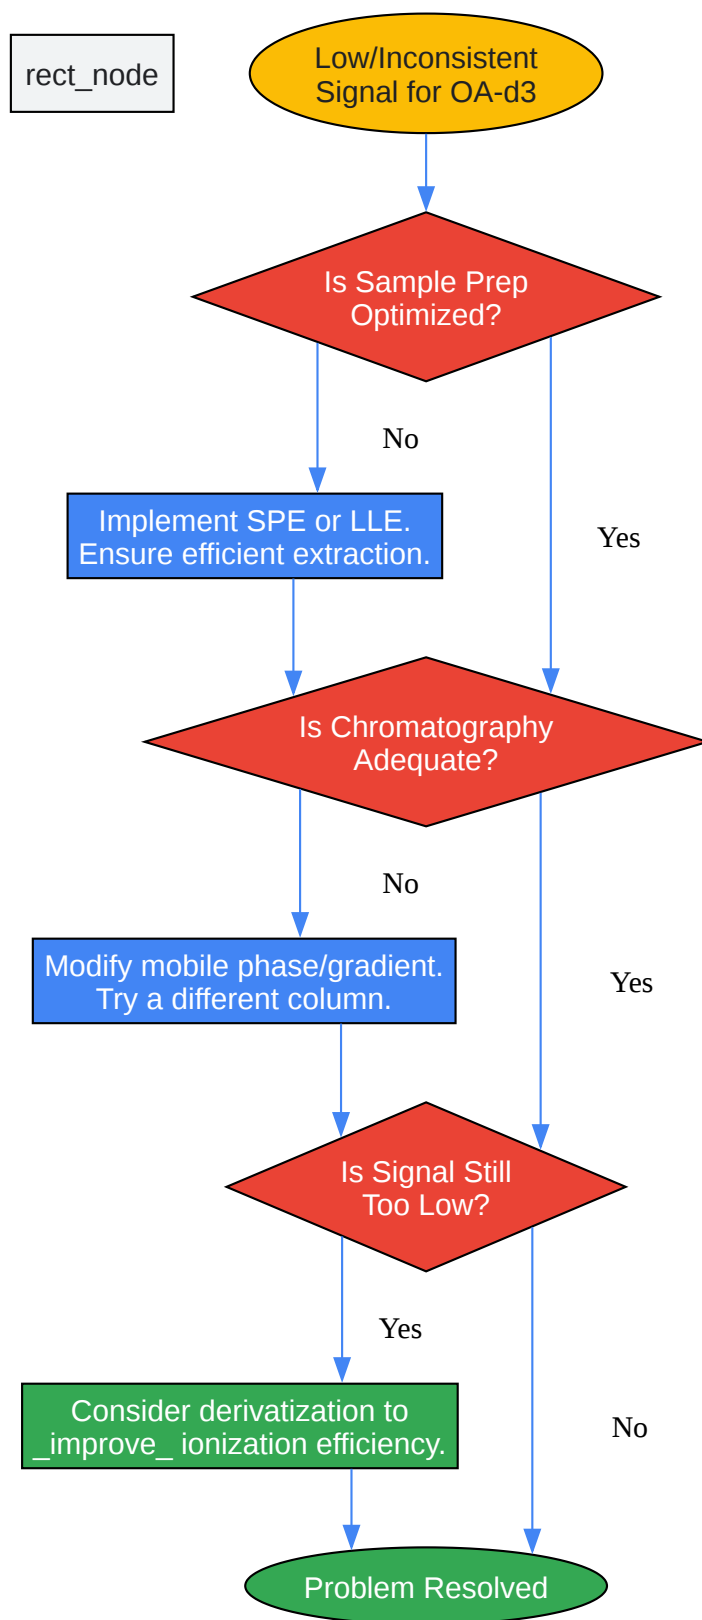 rect_node
Low/Inconsistent
Signal for OA-d3
Is Sample Prep
Optimized?
No
Implement SPE or LLE.
Ensure efficient extraction.
Yes
Is Chromatography
Adequate?
No
Modify mobile phase/gradient.
Try a different column.
Yes
Is Signal Still
Too Low?
Yes
Consider derivatization to
_improve_ ionization efficiency.
No
Problem Resolved